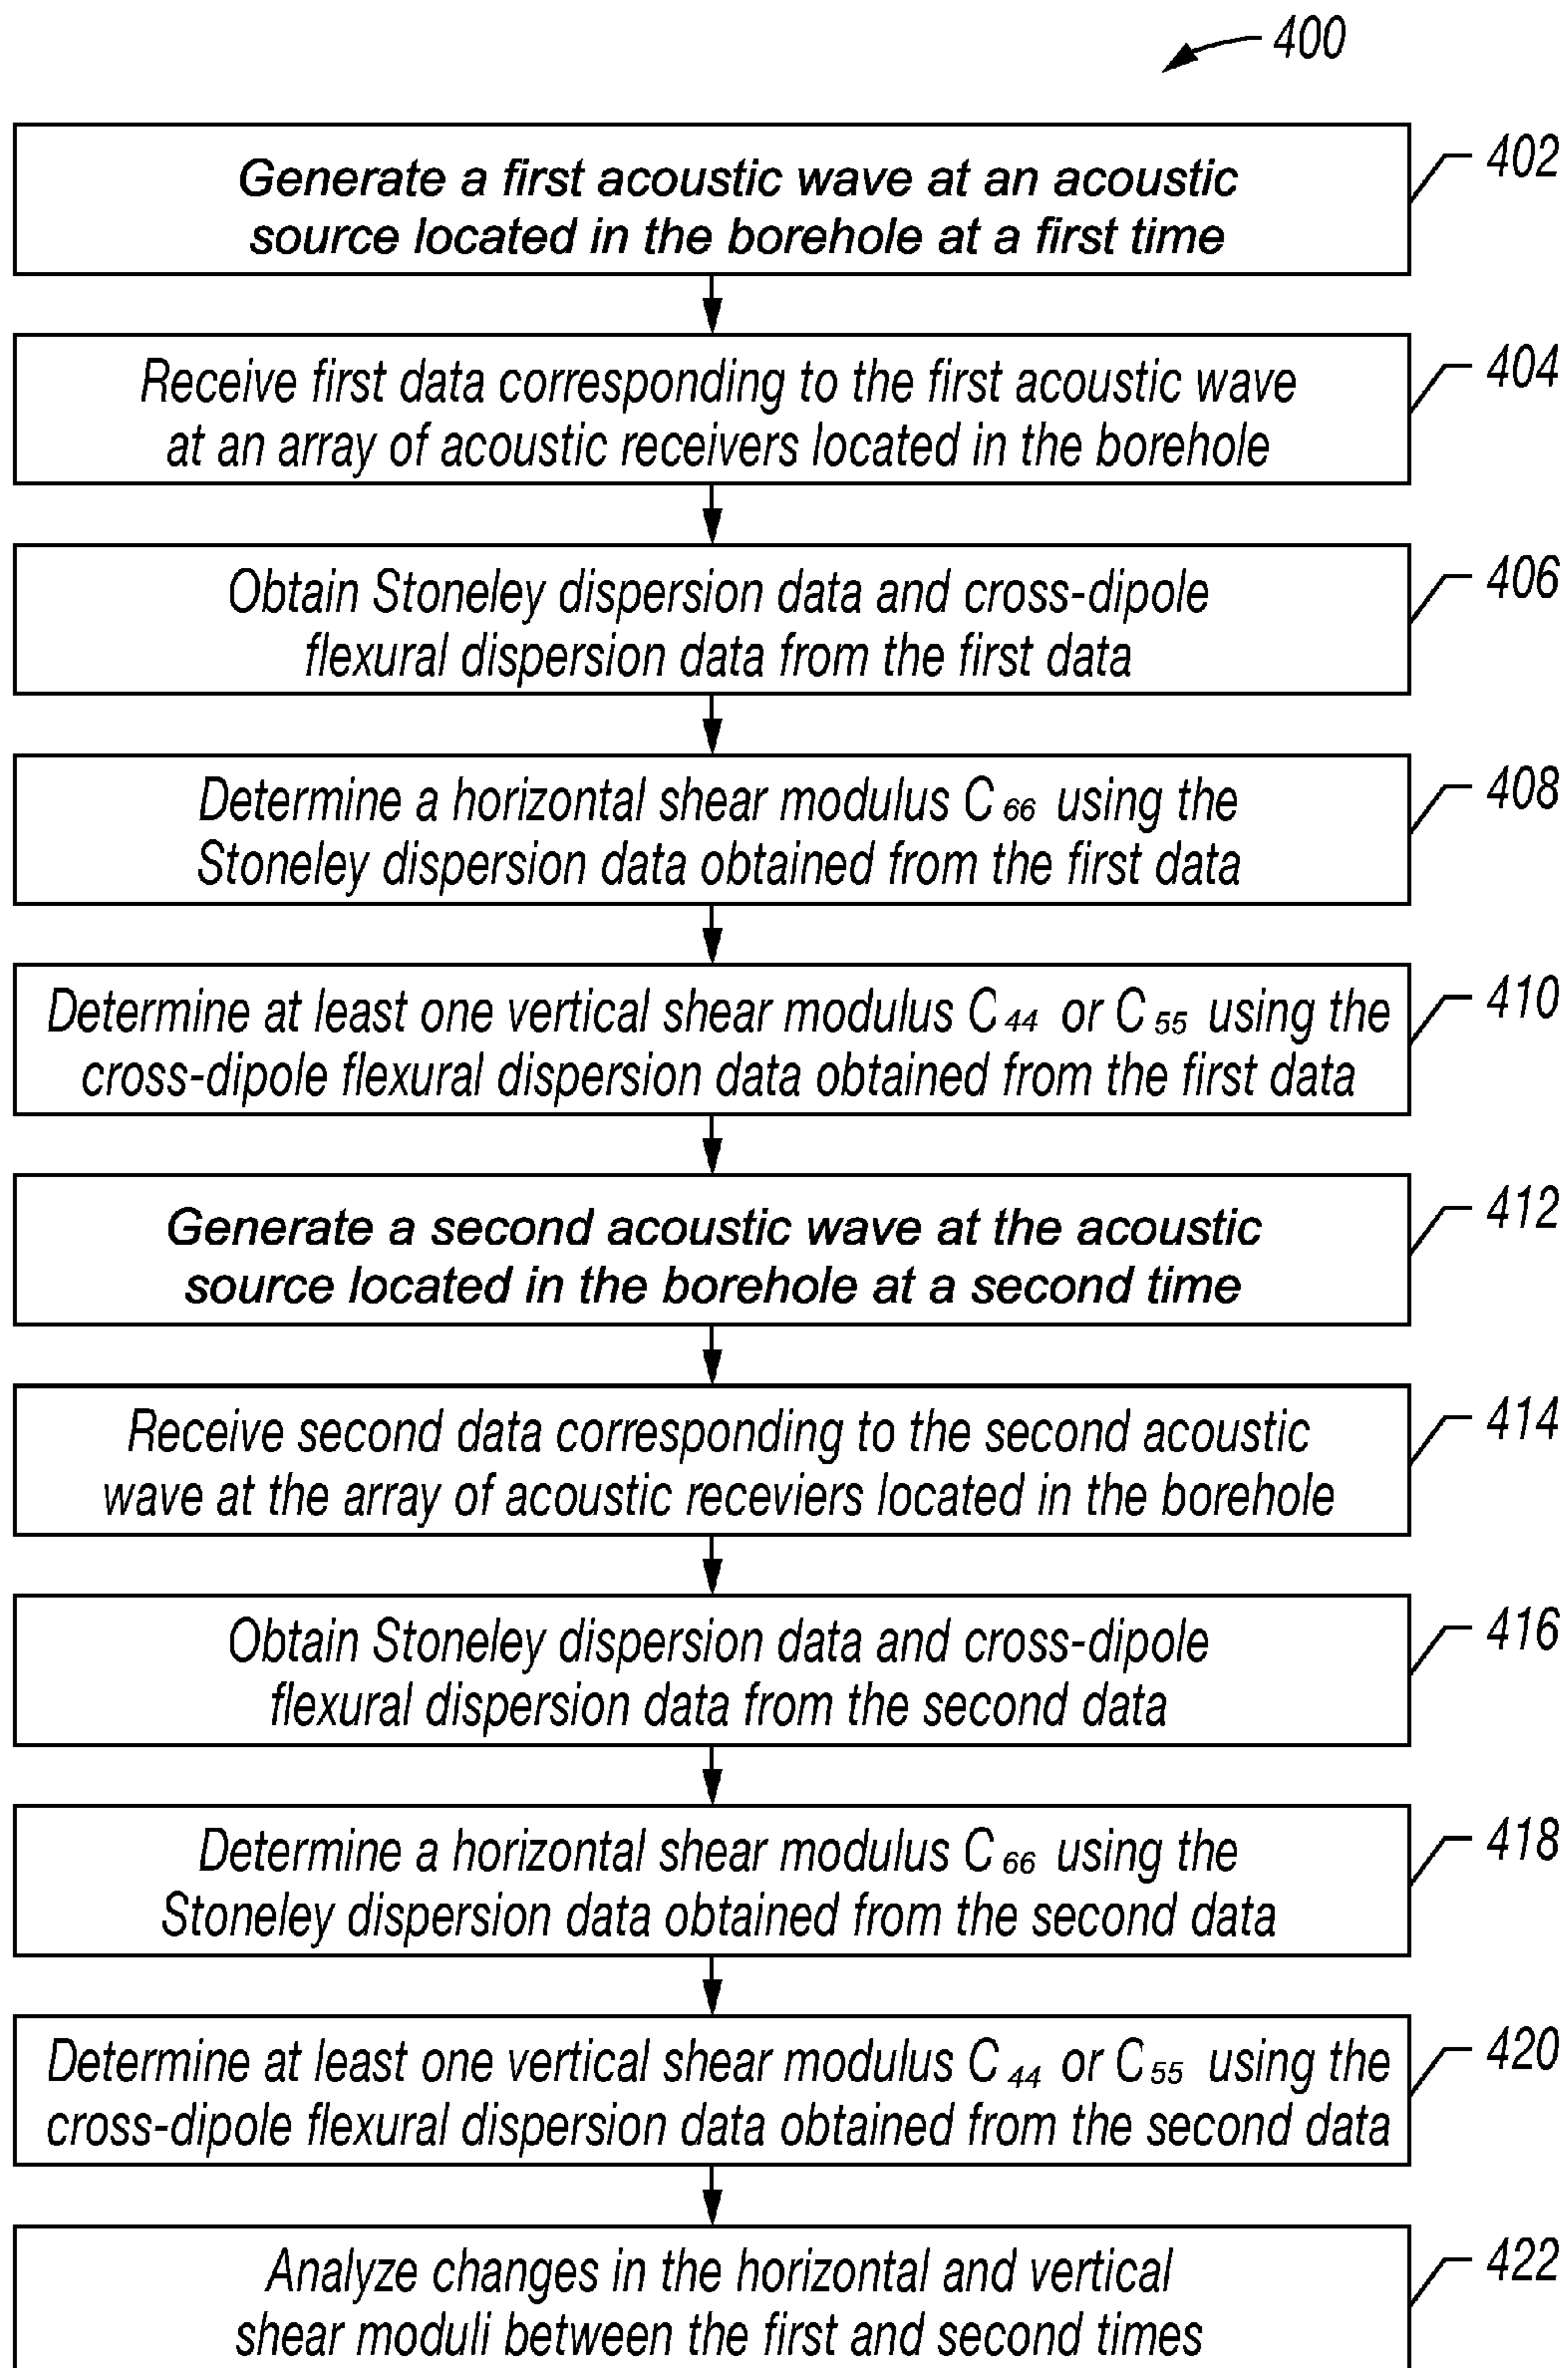 400
Generate a first acoustic wave at an acoustic
source located in the borehole at a first time
402
Receive first data corresponding to the first acoustic wave
at an array of acoustic receivers located in the borehole
404
Obtain Stoneley dispersion data and cross-dipole
flexural dispersion data from the first data
406
Determine a horizontal shear modulus C 66 using the
Stoneley dispersion data obtained from the first data
408
Determine at least one vertical shear modulus C44 or C 55 using the
cross-dipole flexural dispersion data obtained from the first data
410
Generate a second acoustic wave at the acoustic
source located in the borehole at a second time
412
Receive second data corresponding to the second acoustic
wave at the array of acoustic receviers located in the borehole
414
Obtain Stoneley dispersion data and cross-dipole
flexural dispersion data from the second data
416
Determine a horizontal shear modulus C 66 using the
Stoneley dispersion data obtained from the second data
418
Determine at least one vertical shear modulus C 44 or C 55 using the
cross-dipole flexural dispersion data obtained from the second data
420
Analyze changes in the horizontal and vertical
shear moduli between the first and second times
422